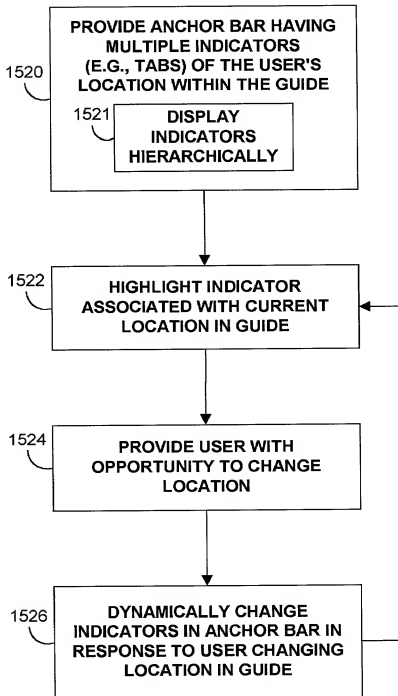 PROVIDE ANCHOR BAR HAVING
MULTIPLE INDICATORS
(E.G., TABS) OF THE USER'S
LOCATION WITHIN THE GUIDE
1520
1521
DISPLAY
INDICATORS
HIERARCHICALLY
1522
HIGHLIGHT INDICATOR
ASSOCIATED WITH CURRENT
LOCATION IN GUIDE
1524
PROVIDE USER WITH
OPPORTUNITY TO CHANGE
LOCATION
1526
DYNAMICALLY CHANGE
INDICATORS IN ANCHOR BAR IN
RESPONSE TO USER CHANGING
LOCATION IN GUIDE